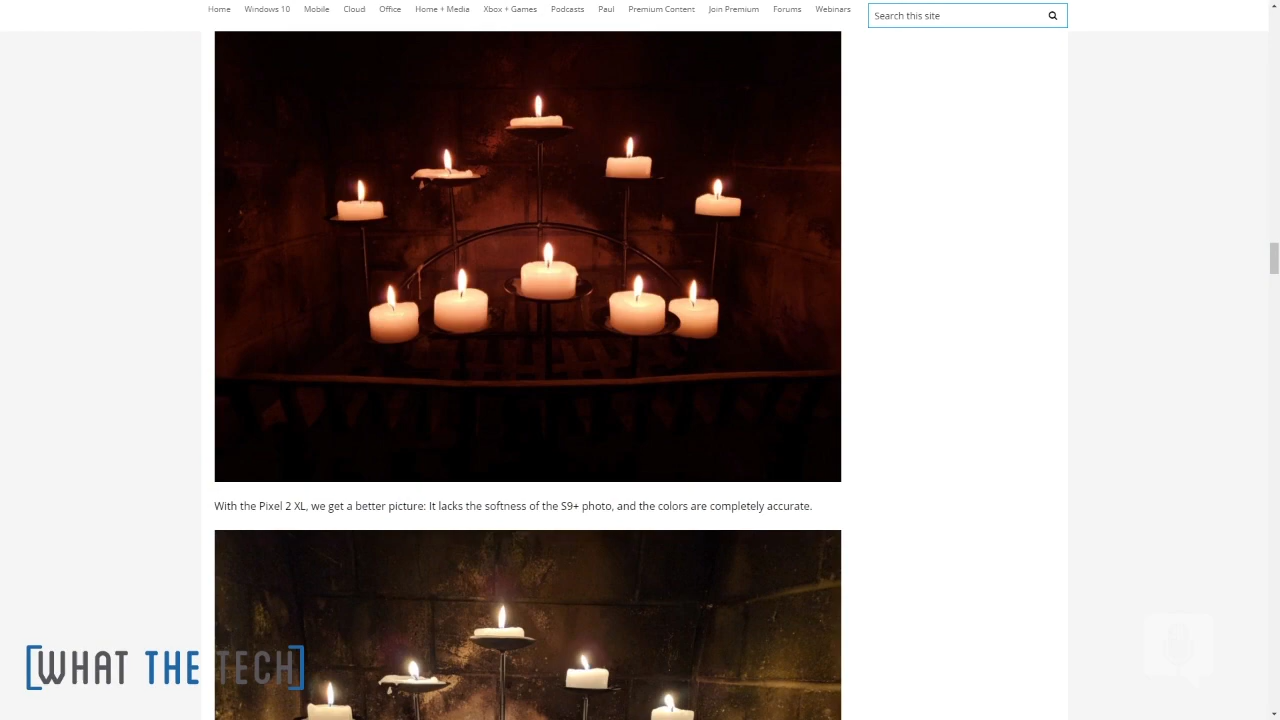 Home Windows 10 Mobile Cloud Office Home + Media Xbox + Games Podcasts Paul Premium Content Join Premium Forums Webinars
Search this site
With the Pixel 2 XL, we get a better picture: It lacks the softness of the S9+ photo, and the colors are completely accurate.
[WHAT THE TECH]